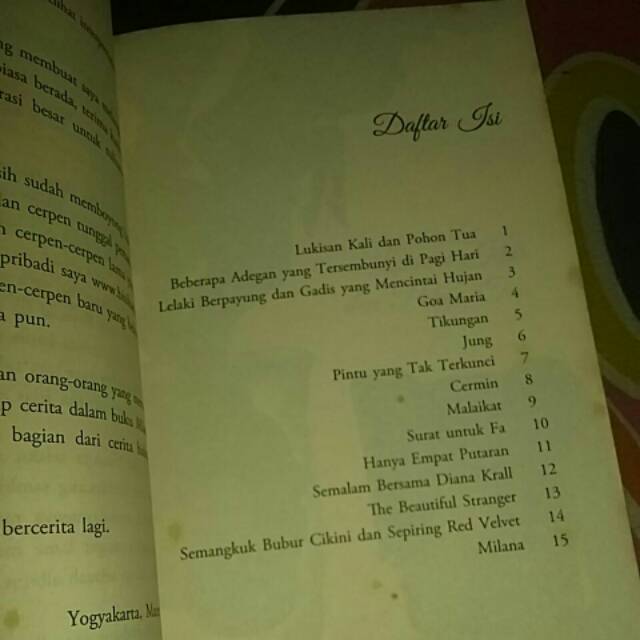 ng membuat saya
biasa berada, terima
rasi besar untuk
sih sudah memboyong
dan cerpen tunggal
n cerpen-cerpen lama
pribadi saya
en-cerpen baru yang
a pun.
an orang-orang yang
p cerita dalam buku
bagian dari cerita
bercerita lagi.
Yogyakarta,
Daftar Isi
Lukisan Kali dan Pohon Tua 1
Beberapa Adegan yang Tersembunyi di Pagi Hari 2
Lelaki Berpayung dan Gadis yang Mencintai Hujan 3
Goa Maria 4
Tikungan 5
Jung 6
Pintu yang Tak Terkunci 7
Cermin 8
Malaikat 9
Surat untuk Fa 10
Hanya Empat Putaran 11
Semalam Bersama Diana Krall 12
The Beautiful Stranger 13
Semangkuk Bubur Cikini dan Sepiring Red Velvet 14
Milana 15